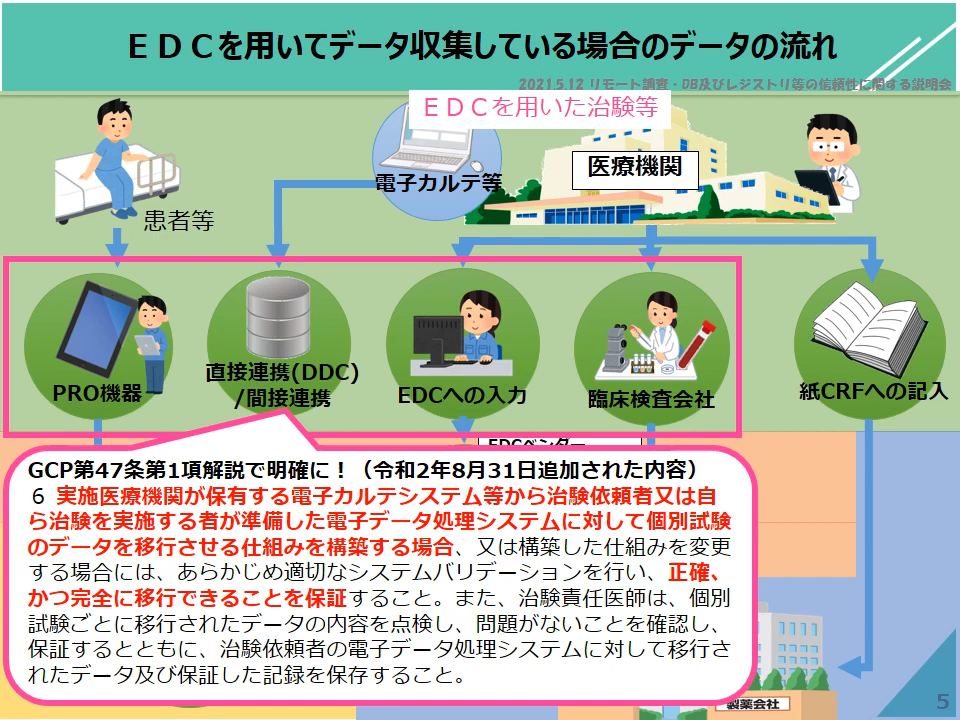 ＥＤＣを用いてデータ収集している場合のデータの流れ
2021.5.12 リモート調査・DB及びレジストリ等の信頼性に関する説明会
ＥＤＣを用いた治験等
電子カルテ等
医療機関
患者等
PRO機器
直接連携(DDC)
/間接連携
EDCへの入力
臨床検査会社
紙CRFへの記入
EDCベンダー
GCP第47条第1項解説で明確に！（令和2年8月31日追加された内容）
６ 実施医療機関が保有する電子カルテシステム等から治験依頼者又は自
ら治験を実施する者が準備した電子データ処理システムに対して個別試験
のデータを移行させる仕組みを構築する場合、又は構築した仕組みを変更
する場合には、あらかじめ適切なシステムバリデーションを行い、正確、
かつ完全に移行できることを保証すること。また、治験責任医師は、個別
試験ごとに移行されたデータの内容を点検し、問題がないことを確認し、
保証するとともに、治験依頼者の電子データ処理システムに対して移行さ
れたデータ及び保証した記録を保存すること。
製薬会社
5